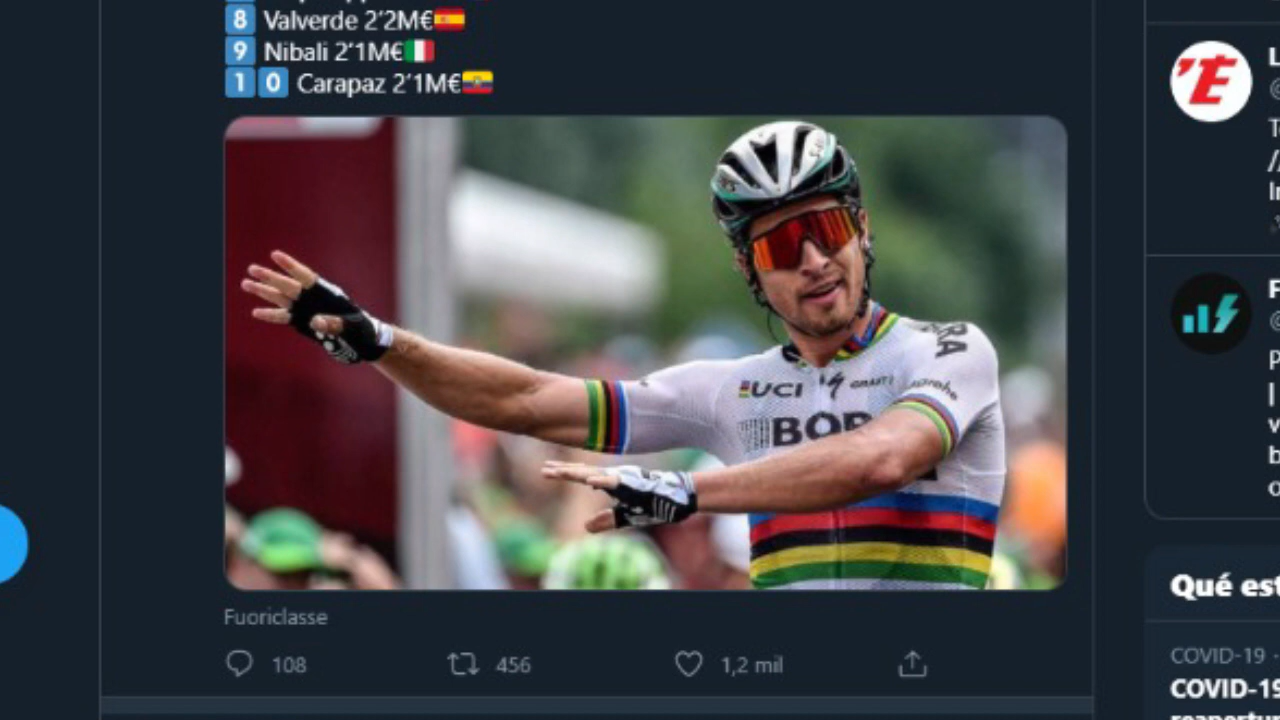 8 Valverde 2'2M€
9 Nibali 2'1M€
1 0 Carapaz 2'1M€
UCI
BOR
Fuoriclasse
108 456 1,2 mil
'E
L
F
Qué est
COVID-19 -
COVID-19